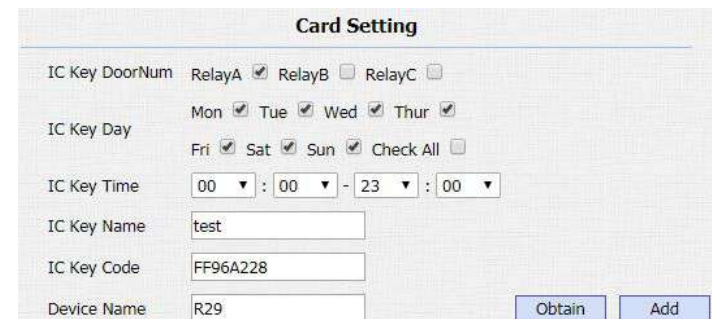 Card Setting
IC Key DoorNum RelayA RelayB RelayC
IC Key Day
Mon Tue Wed Thur
Fri Sat Sun Check All
IC Key Time 00 : 00 - 23 : 00
IC Key Name test
IC Key Code FF96A228
Device Name R29 Obtain Add